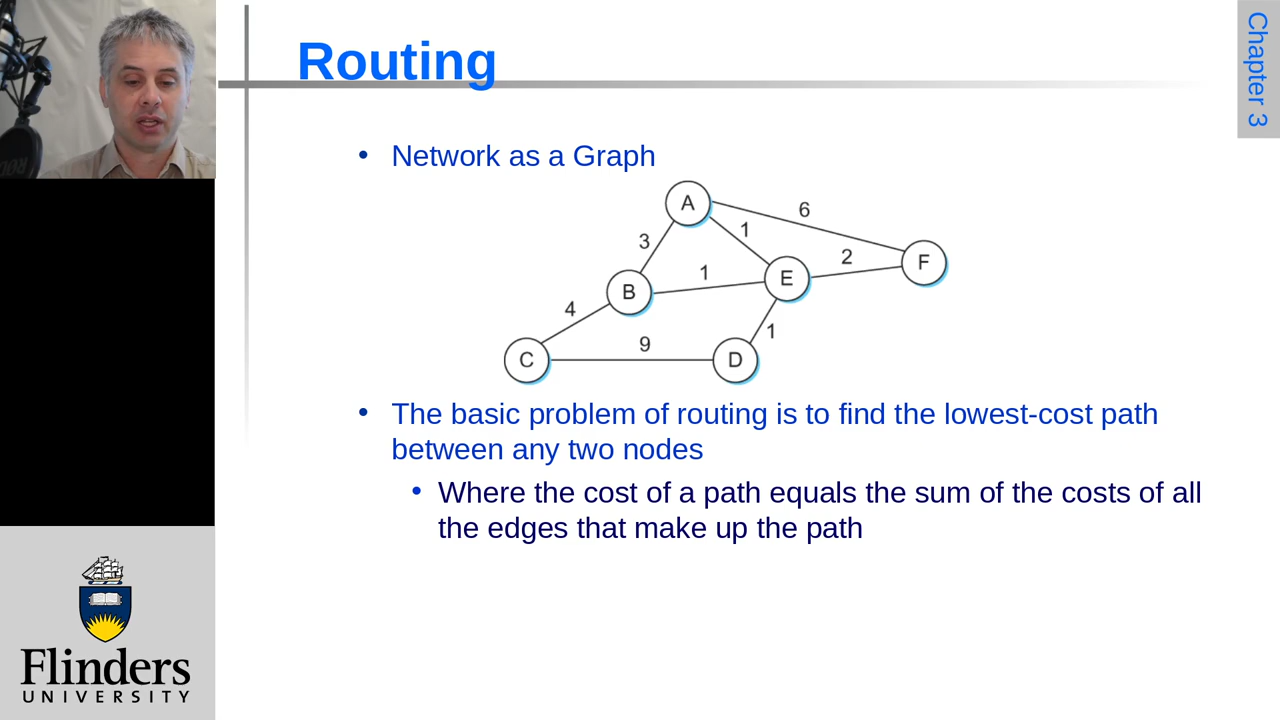 Routing
Chapter 3
• Network as a Graph
A
6
1
3
F
2
E
1
B
4
1
9
C
D
• The basic problem of routing is to find the lowest-cost path
between any two nodes
• Where the cost of a path equals the sum of the costs of all
the edges that make up the path
Flinders
UNIVERSITY